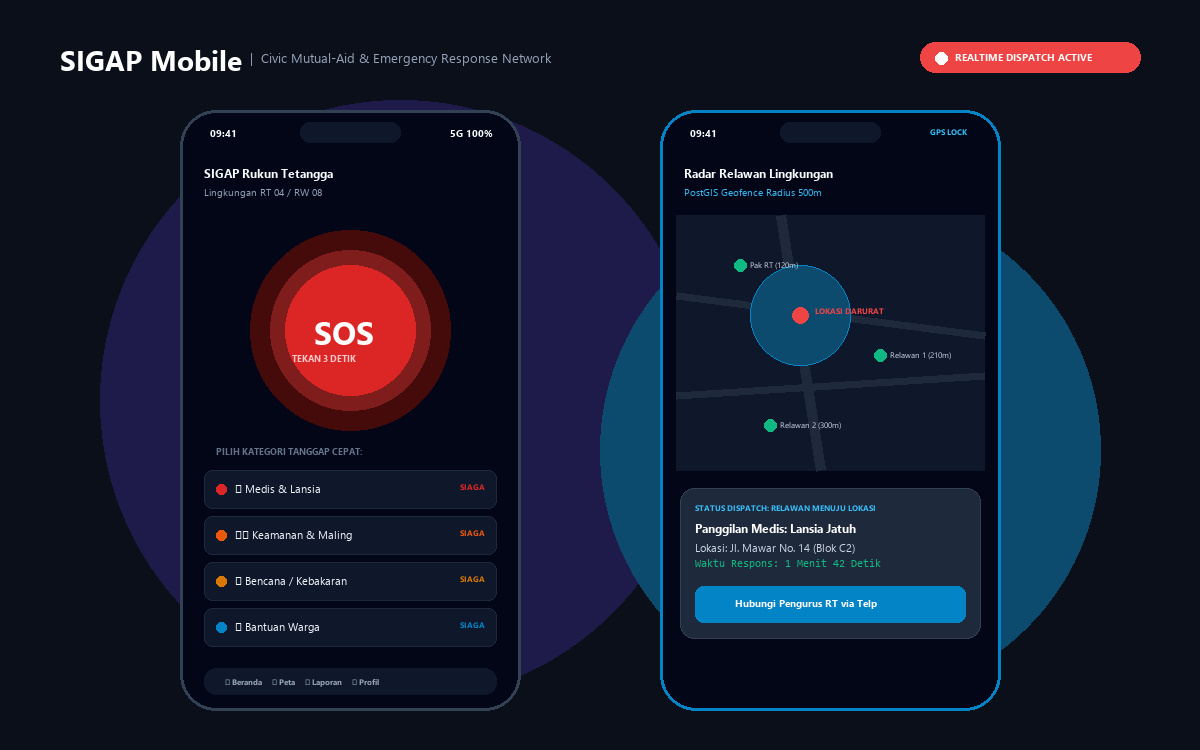 SIGAP Mobile | Civic Mutual-Aid & Emergency Response Network
REALTIME DISPATCH ACTIVE
09:41
5G 100%
SIGAP Rukun Tetangga
Lingkungan RT 04 / RW 08
SOS
TEKAN 3 DETIK
PILIH KATEGORI TANGGAP CEPAT:
Medis & Lansia
SIAGA
Keamanan & Maling
SIAGA
Bencana / Kebakaran
SIAGA
Bantuan Warga
SIAGA
Beranda Peta Laporan Profil
09:41
GPS LOCK
Radar Relawan Lingkungan
PostGIS Geofence Radius 500m
Pak RT (120m)
LOKASI DARURAT
Relawan 1 (210m)
Relawan 2 (300m)
STATUS DISPATCH: RELAWAN MENUJU LOKASI
Panggilan Medis: Lansia Jatuh
Lokasi: Jl. Mawar No. 14 (Blok C2)
Waktu Respons: 1 Menit 42 Detik
Hubungi Pengurus RT via Telp